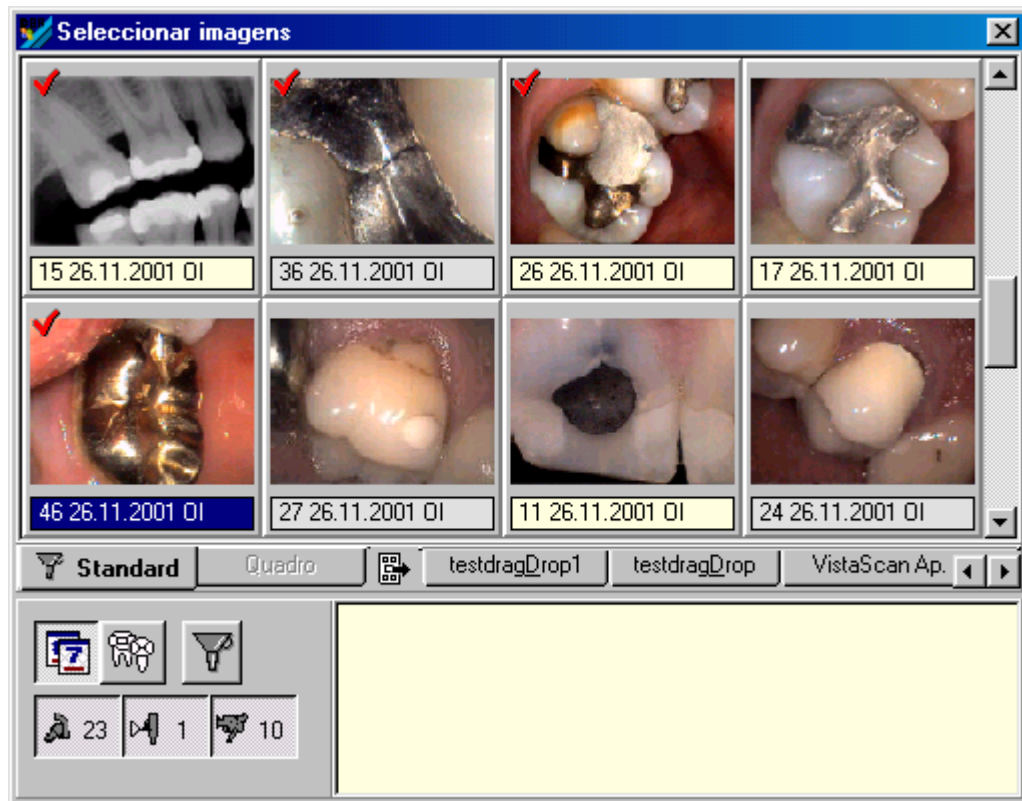 Seleccionar imagens
15 26.11.2001 OI
36 26.11.2001 OI
26 26.11.2001 OI
17 26.11.2001 OI
46 26.11.2001 OI
27 26.11.2001 OI
11 26.11.2001 OI
24 26.11.2001 OI
Standard
Quadro
testdragDrop1
testdragDrop
VistaScan Ap.
7
23
1
10